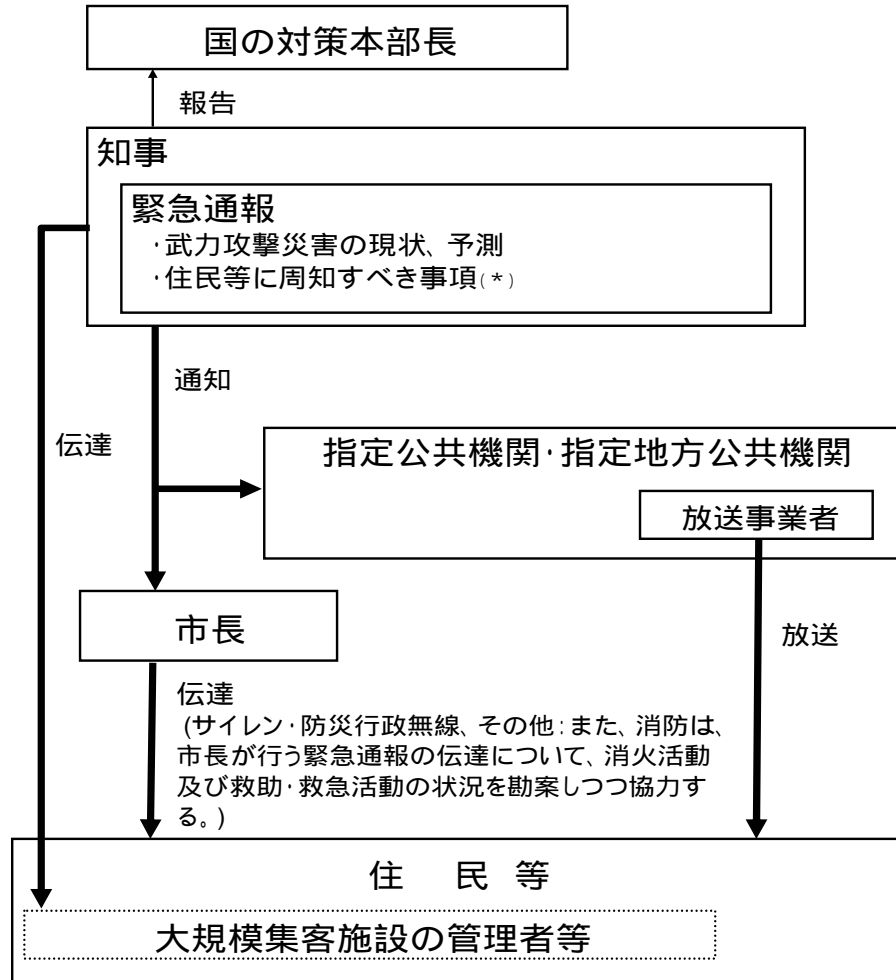 国の対策本部長
報告
知事
緊急通報
・武力攻撃災害の現状、予測
・住民等に周知すべき事項(*)
通知
伝達
指定公共機関・指定地方公共機関
放送事業者
市長
放送
伝達
(サイレン・防災行政無線、その他:また、消防は、
市長が行う緊急通報の伝達について、消火活動
及び救助・救急活動の状況を勘案しつつ協力す
る。)
住 民 等
大規模集客施設の管理者等